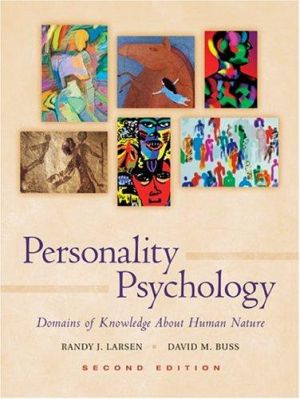 Personality
Psychology
Domains of Knowledge About Human Nature
RANDY J. LARSEN DAVID M. BUSS
SECOND EDITION